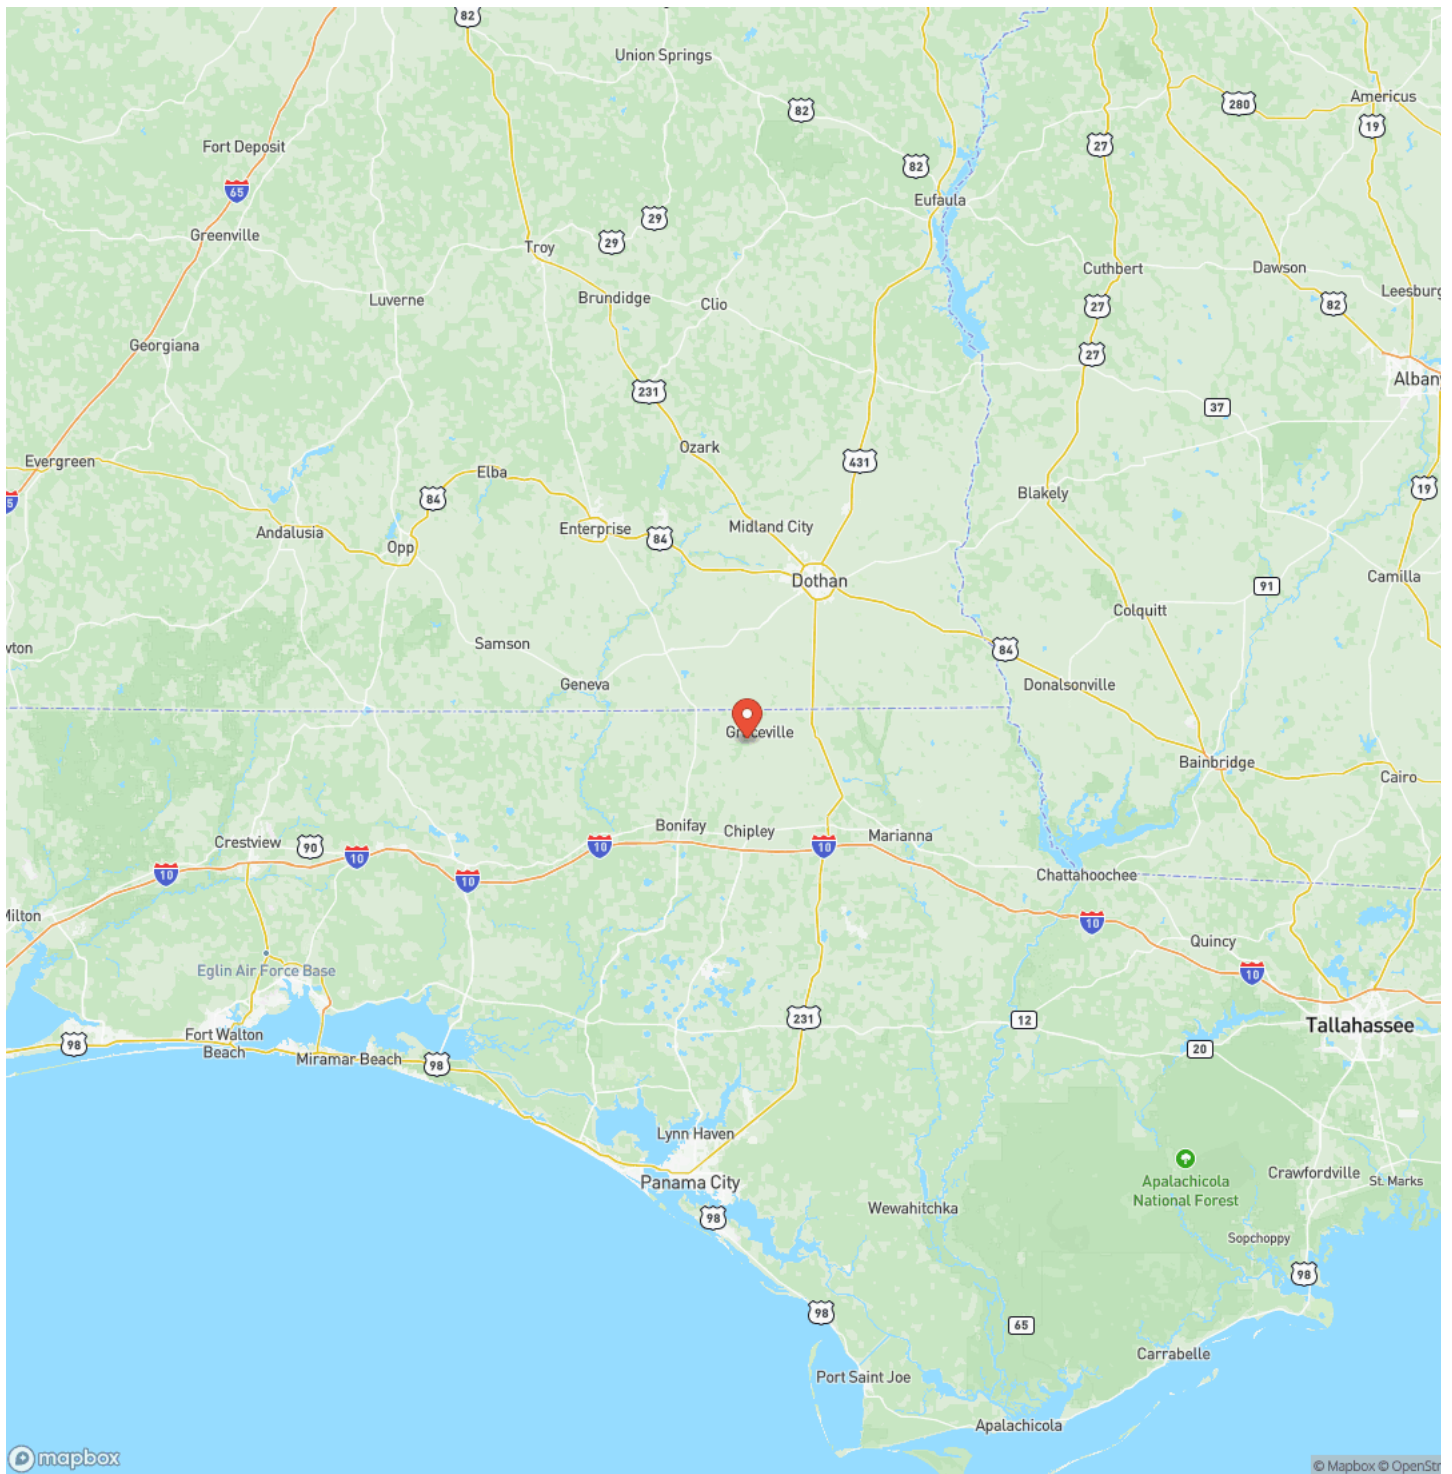 82
Union Springs
280
Americus
82
19
Fort Deposit
27
82
65
Eufaula
29
Greenville
29
Troy
Cuthbert
Dawson
Brundidge
Clio
Luverne
27
82
Leesburg
Georgiana
27
231
Alban
37
Ozark
Evergreen
431
Elba
84
19
Blakely
5
Midland City
Enterprise
84
Andalusia
Opp
Dothan
Camilla
91
Colquitt
Samson
wton
84
Geneva
Donalsonville
Graceville
Bainbridge
Cairo
Bonifay
Chipley
Marianna
Crestview
90
10
10
10
10
10
Chattahoochee
Milton
10
Quincy
Eglin Air Force Base
10
231
12
Tallahassee
Fort Walton
Beach
98
20
Miramar Beach
98
Lynn Haven
Crawfordville
Panama City
Apalachicola
National Forest
St. Marks
Wewahitchka
98
Sopchoppy
98
98
65
Carrabelle
Port Saint Joe
Apalachicola
mapbox
© Mapbox © OpenStr